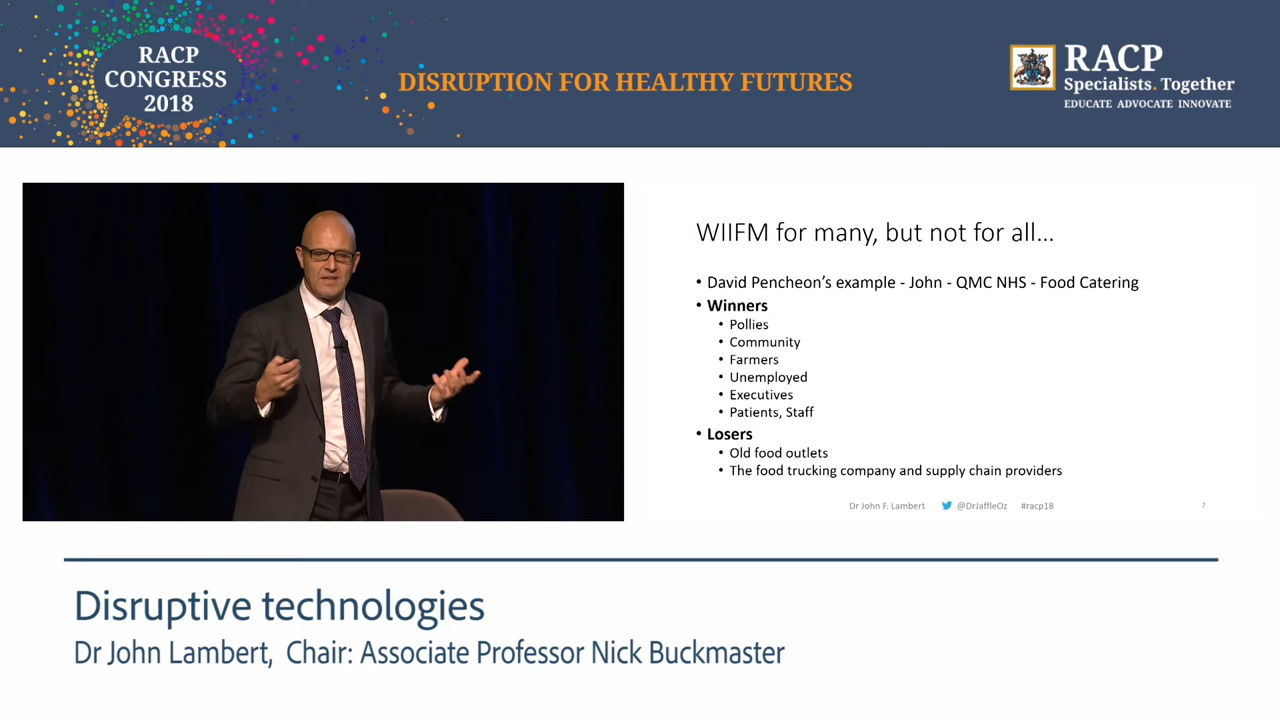 RACP
CONGRESS
2018
DISRUPTION FOR HEALTHY FUTURES
RACP
Specialists. Together
EDUCATE ADVOCATE INNOVATE
WIIFM for many, but not for all...
• David Pencheon’s example - John - QMC NHS - Food Catering
• Winners
• Pollies
• Community
• Farmers
• Unemployed
• Executives
• Patients, Staff
• Losers
• Old food outlets
• The food trucking company and supply chain providers
Dr John F. Lambert @DrJaffleOz #racp18 7
Disruptive technologies
Dr John Lambert, Chair: Associate Professor Nick Buckmaster